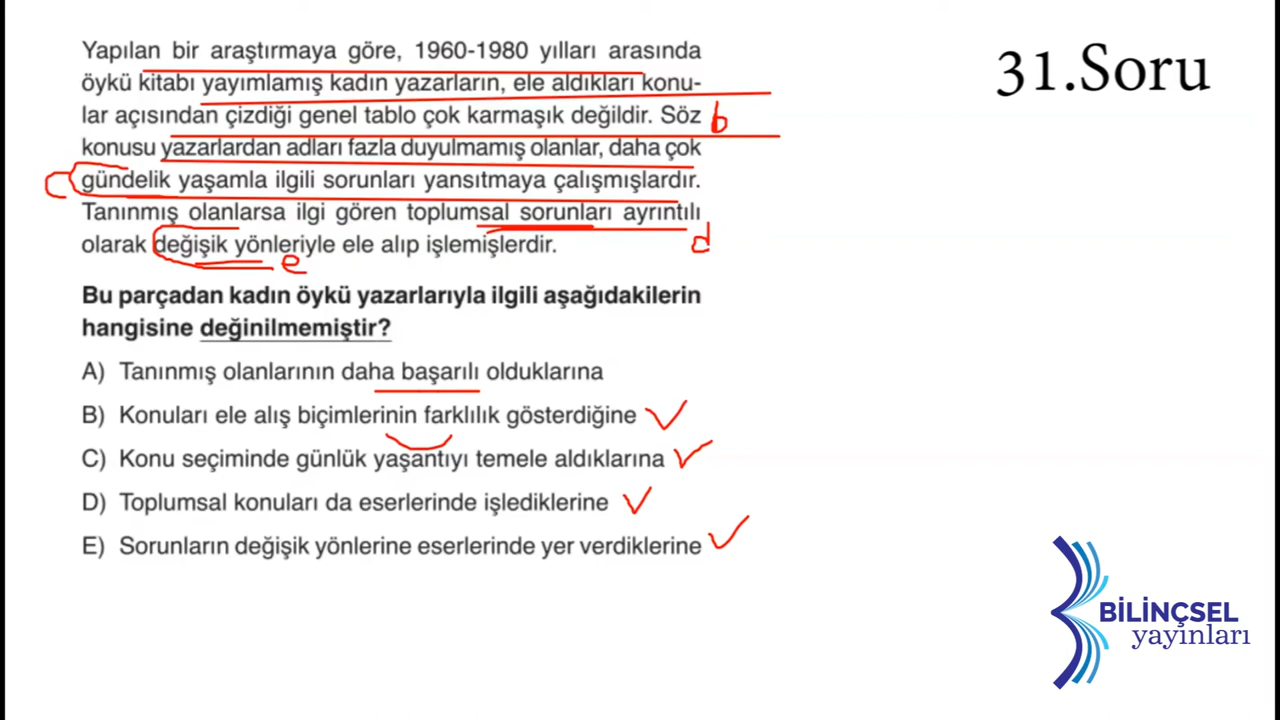 31.Soru
Yapılan bir araştırmaya göre, 1960-1980 yılları arasında
öykü kitabı yayımlamış kadın yazarların, ele aldıkları konu-
lar açısından çizdiği genel tablo çok karmaşık değildir. Söz
b
konusu yazarlardan adları fazla duyulmamış olanlar, daha çok
c
gündelik yaşamla ilgili sorunları yansıtmaya çalışmışlardır.
Tanınmış olanlarsa ilgi gören toplumsal sorunları ayrıntılı
d
olarak değişik yönleriyle ele alıp işlemişlerdir.
e
Bu parçadan kadın öykü yazarlarıyla ilgili aşağıdakilerin
hangisine değinilmemiştir?
A) Tanınmış olanlarının daha başarılı olduklarına
B) Konuları ele alış biçimlerinin farklılık gösterdiğine
C) Konu seçiminde günlük yaşantıyı temele aldıklarına
D) Toplumsal konuları da eserlerinde işlediklerine
E) Sorunların değişik yönlerine eserlerinde yer verdiklerine
BİLİNÇSEL
yayınları